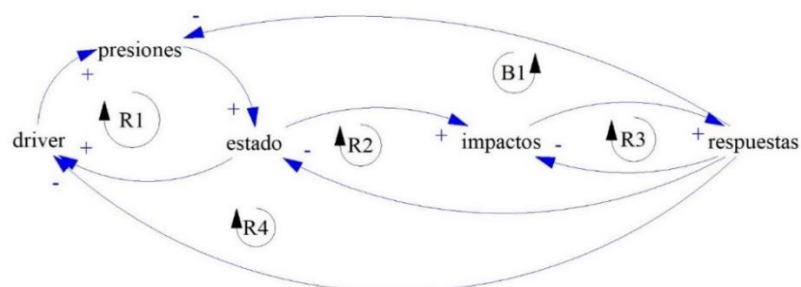 -
presiones
+
B1
+
R1
driver
+
estado
-
R2
+
impactos
-
R3
+
respuestas
-
R4